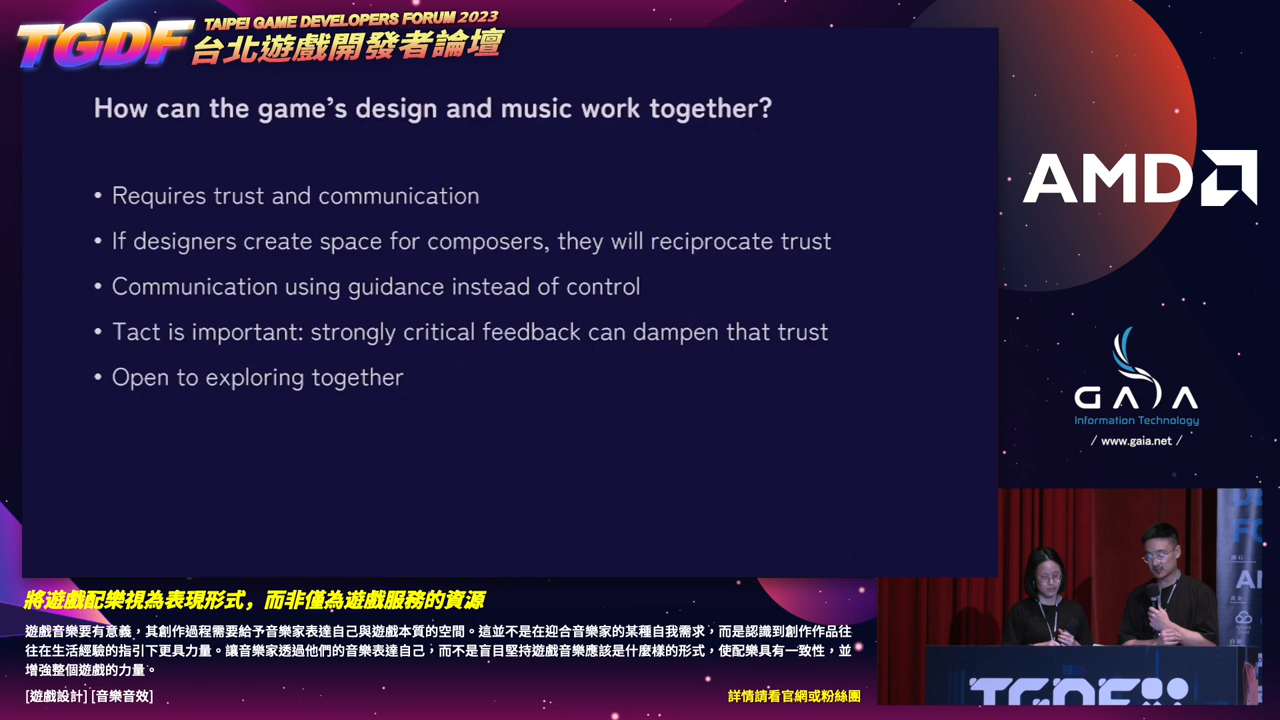 TGDF
TAIPEI GAME DEVELOPERS FORUM 2023
台北遊戲開發者論壇
How can the game's design and music work together?
• Requires trust and communication
• If designers create space for composers, they will reciprocate trust
• Communication using guidance instead of control
• Tact is important: strongly critical feedback can dampen that trust
• Open to exploring together
AMD
GAIA
Information Technology
/ www.gaia.net /
將遊戲配樂視為表現形式，而非僅為遊戲服務的資源
遊戲音樂要有意義，其創作過程需要給予音樂家表達自己與遊戲本質的空間。這並不是在迎合音樂家的某種自我需求，而是認識到創作作品往
往在生活經驗的指引下更具力量。讓音樂家透過他們的音樂表達自己，而不是盲目堅持遊戲音樂應該是什麼樣的形式，使配樂具有一致性，並
增強整個遊戲的力量。
[遊戲設計] [音樂音效]
詳情請看官網或粉絲團
AM
TGDF